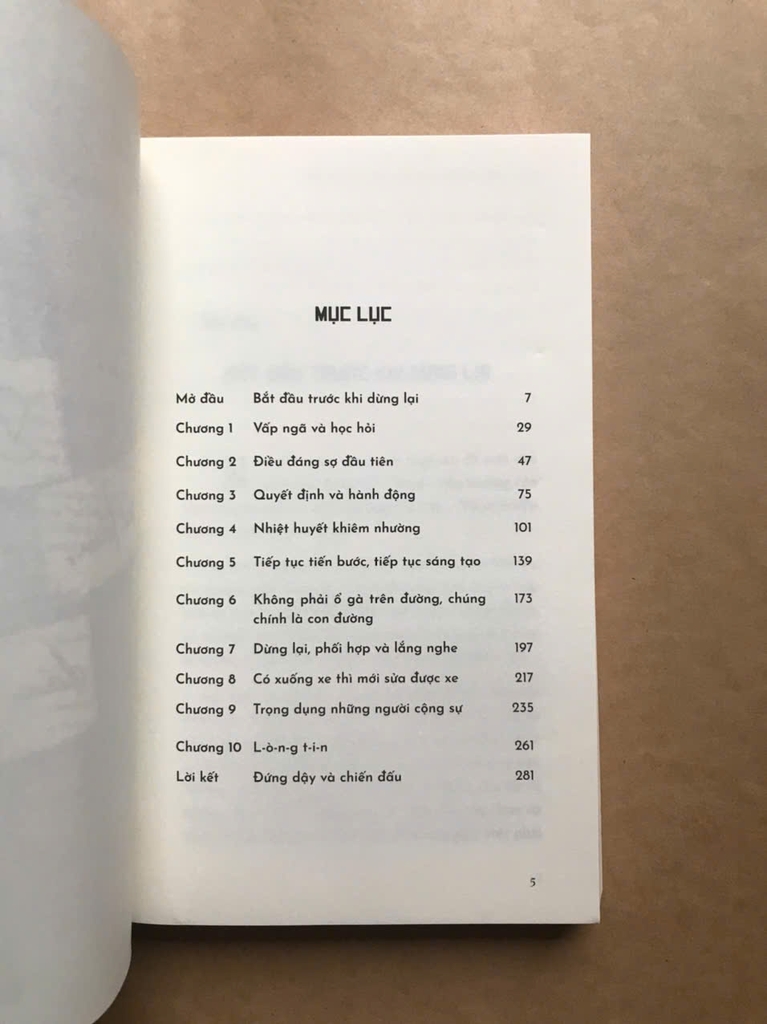 MỤC LỤC
Mở đầu Bắt đầu trước khi dừng lại 7
Chương 1 Vấp ngã và học hỏi 29
Chương 2 Điều đáng sợ đầu tiên 47
Chương 3 Quyết định và hành động 75
Chương 4 Nhiệt huyết khiêm nhường 101
Chương 5 Tiếp tục tiến bước, tiếp tục sáng tạo 139
Chương 6 Không phải ổ gà trên đường, chúng 173
chính là con đường
Chương 7 Dừng lại, phối hợp và lắng nghe 197
Chương 8 Có xuống xe thì mới sửa được xe 217
Chương 9 Trọng dụng những người cộng sự 235
Chương 10 L-ò-n-g t-i-n 261
Lời kết Đứng dậy và chiến đấu 281
5